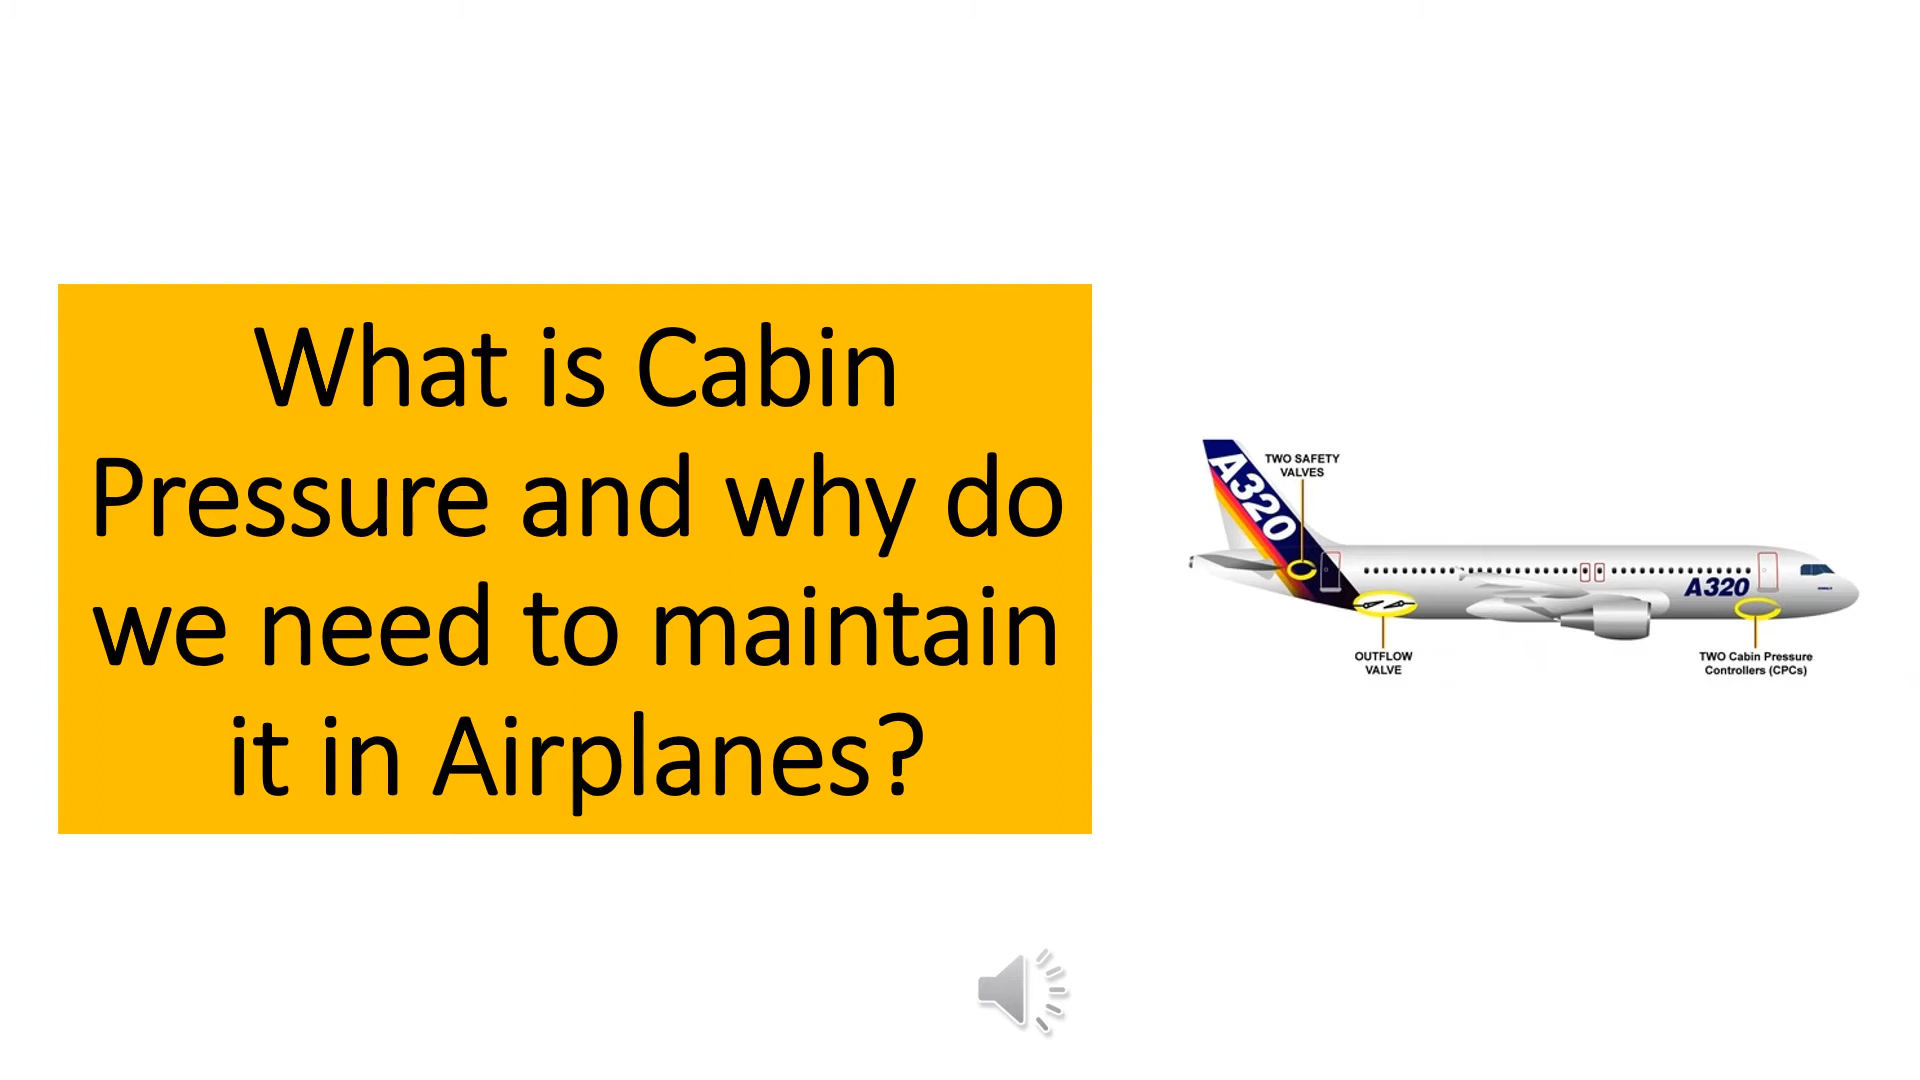 What is Cabin
Pressure and why do
we need to maintain
it in Airplanes?
A320
TWO SAFETY
VALVES
A320
OUTFLOW
VALVE
TWO Cabin Pressure
Controllers (CPCs)